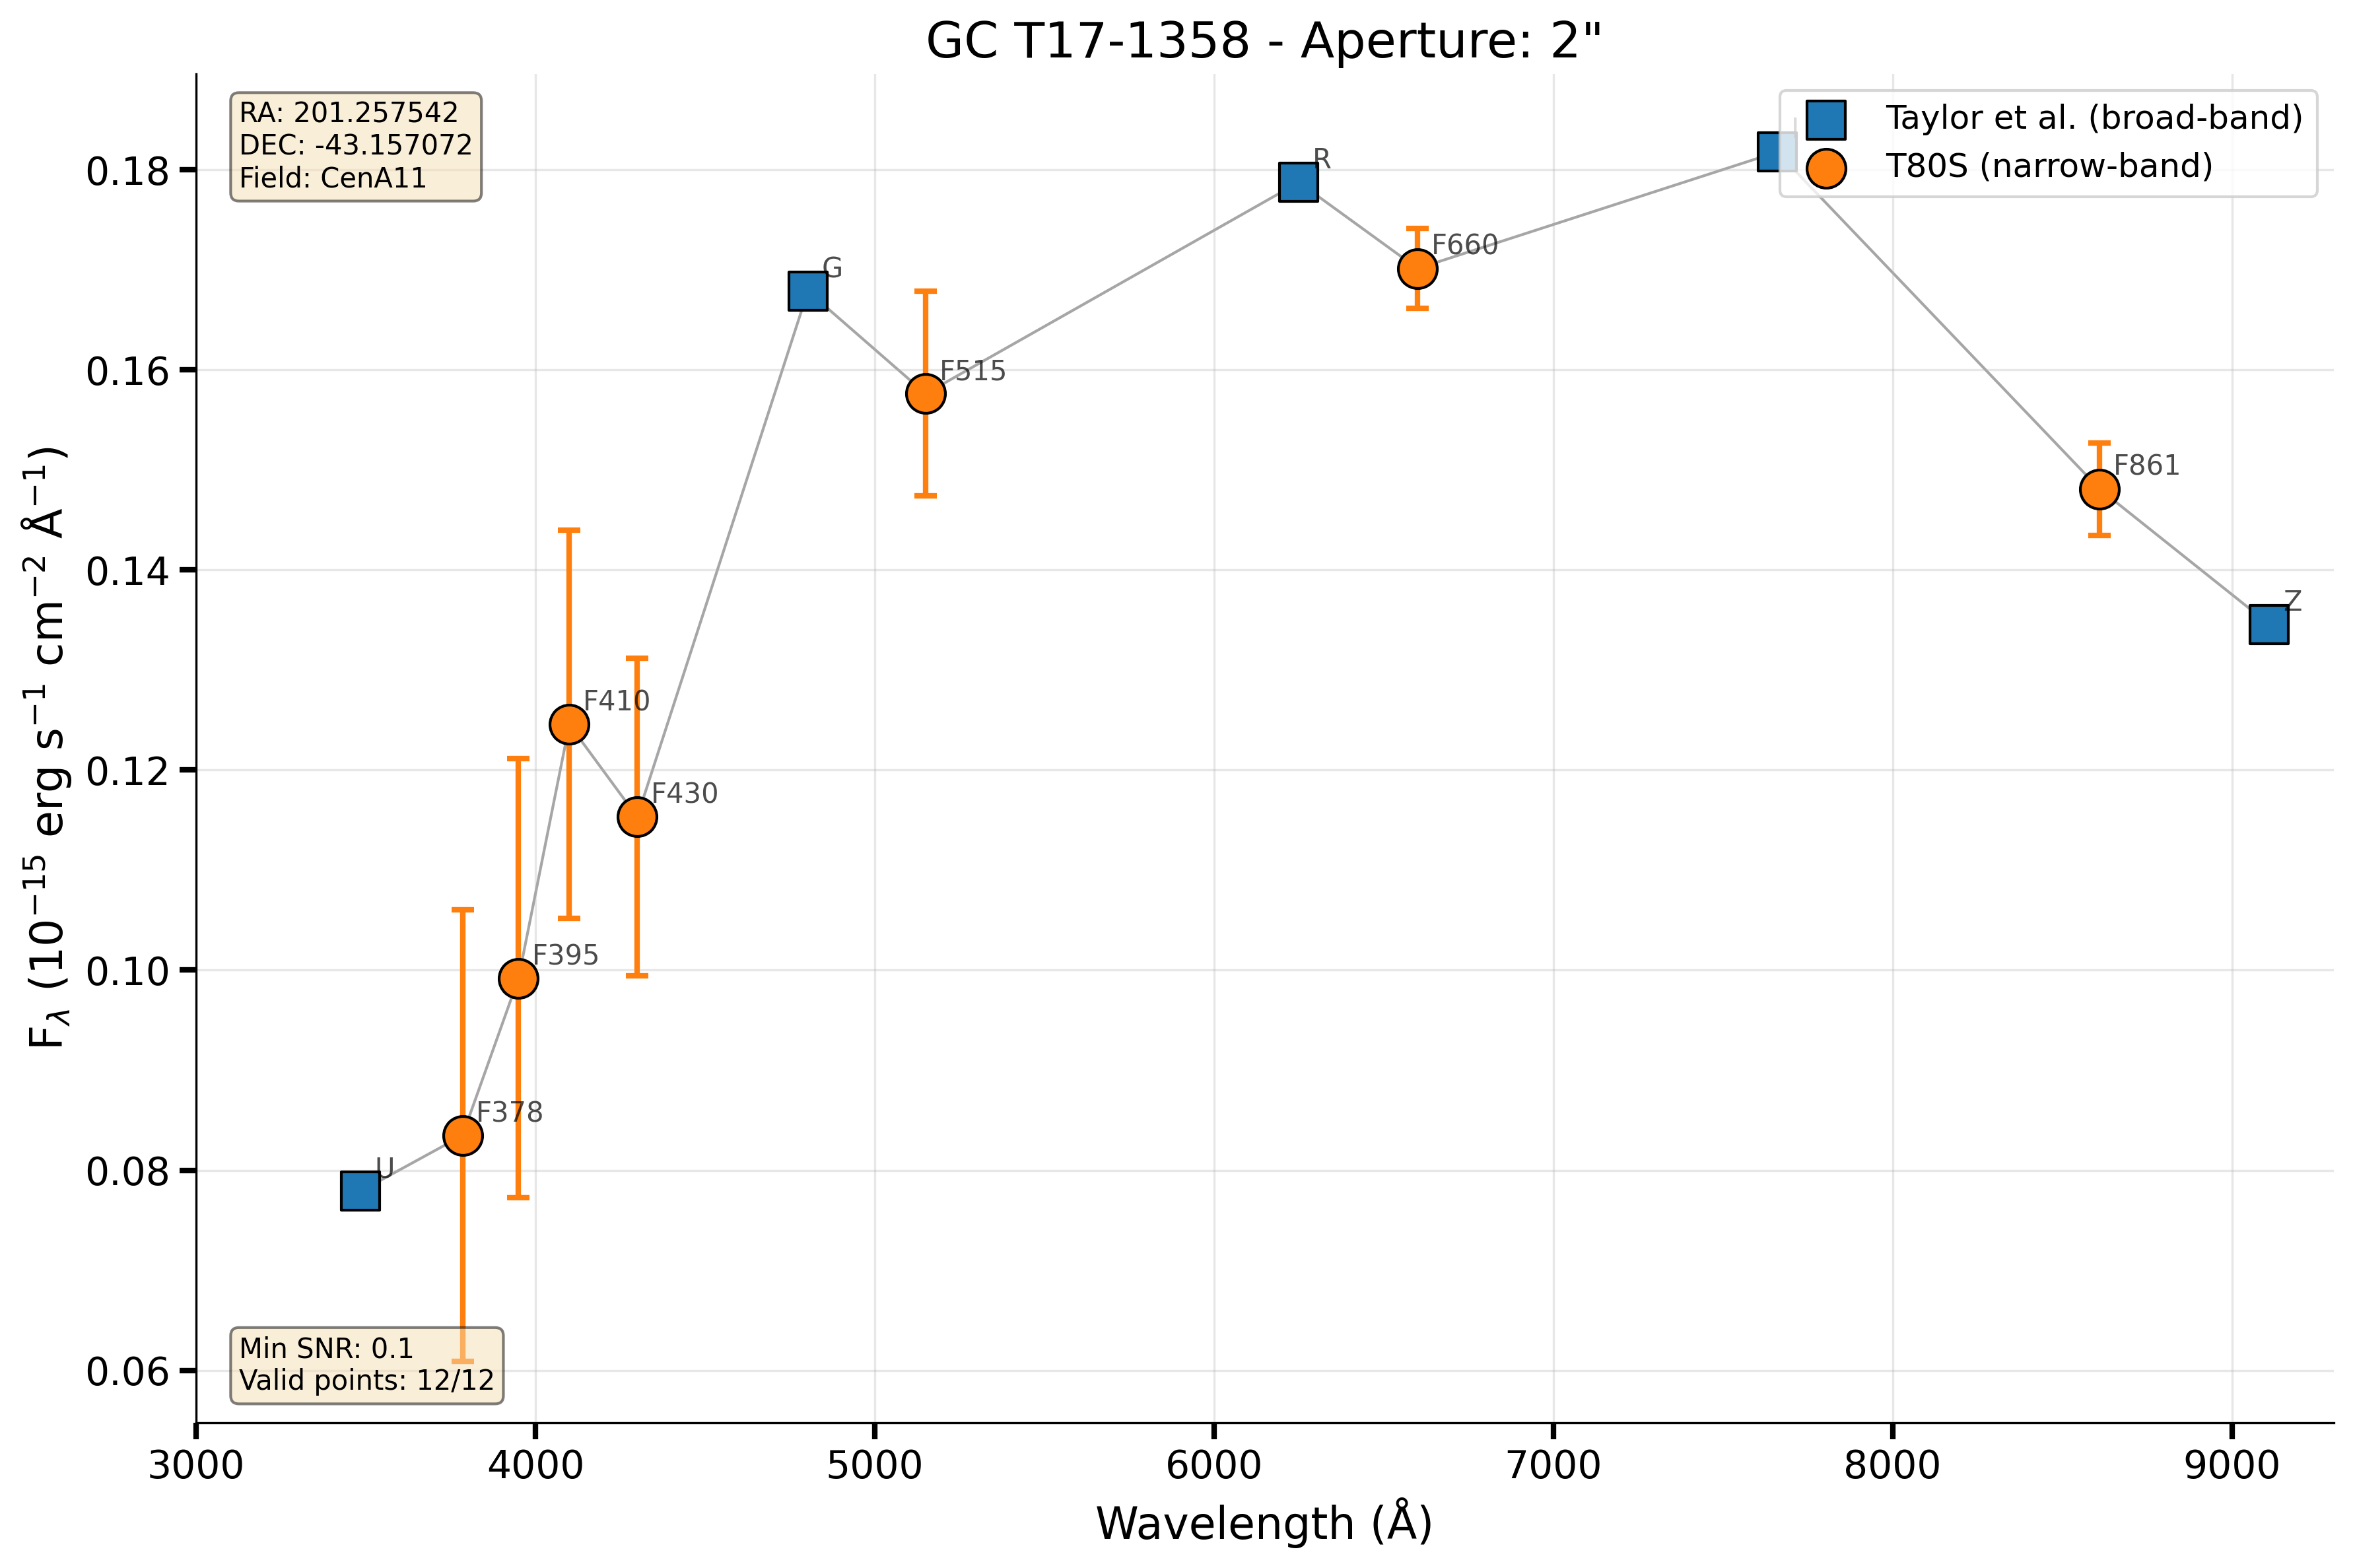 GC T17-1358 - Aperture: 2"
RA: 201.257542
DEC: -43.157072
Field: CenA11
Taylor et al. (broad-band)
T80S (narrow-band)
R
F660
G
F515
F861
Z
F410
F430
F395
F378
U
Min SNR: 0.1
Valid points: 12/12
0.18
0.16
0.14
0.12
0.10
0.08
0.06
3000
4000
5000
6000
7000
8000
9000
Wavelength (Å)
F_λ (10⁻¹⁵ erg s⁻¹ cm⁻² Å⁻¹)